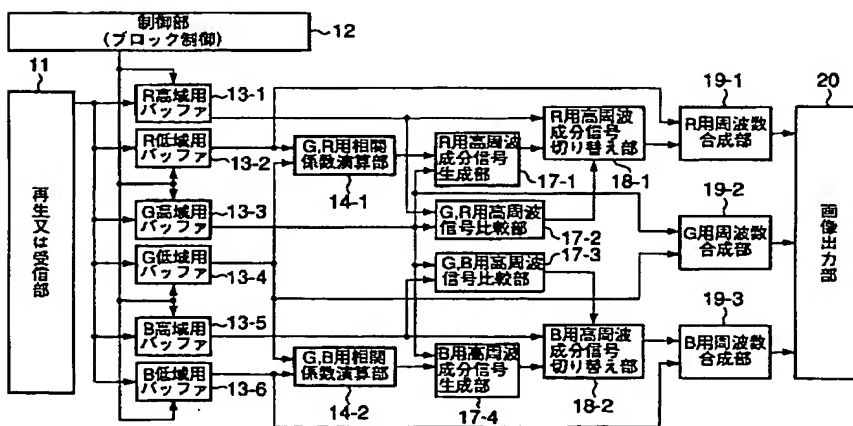 制御部
(ブロック制御)
12
11
再生又は受信部
R高域用
バッファ
13-1
R低域用
バッファ
13-2
G高域用
バッファ
13-3
G低域用
バッファ
13-4
B高域用
バッファ
13-5
B低域用
バッファ
13-6
G,R用相関
係数演算部
14-1
G,B用相関
係数演算部
14-2
R用高周波
成分信号
生成部
17-1
G,R用高周波
信号比較部
17-2
17-3
G,B用高周波
信号比較部
B用高周波
成分信号
生成部
17-4
R用高周波
成分信号
切り替え部
18-1
B用高周波
成分信号
切り替え部
18-2
19-1
R用周波数
合成部
19-2
G用周波数
合成部
19-3
B用周波数
合成部
20
画像出力部